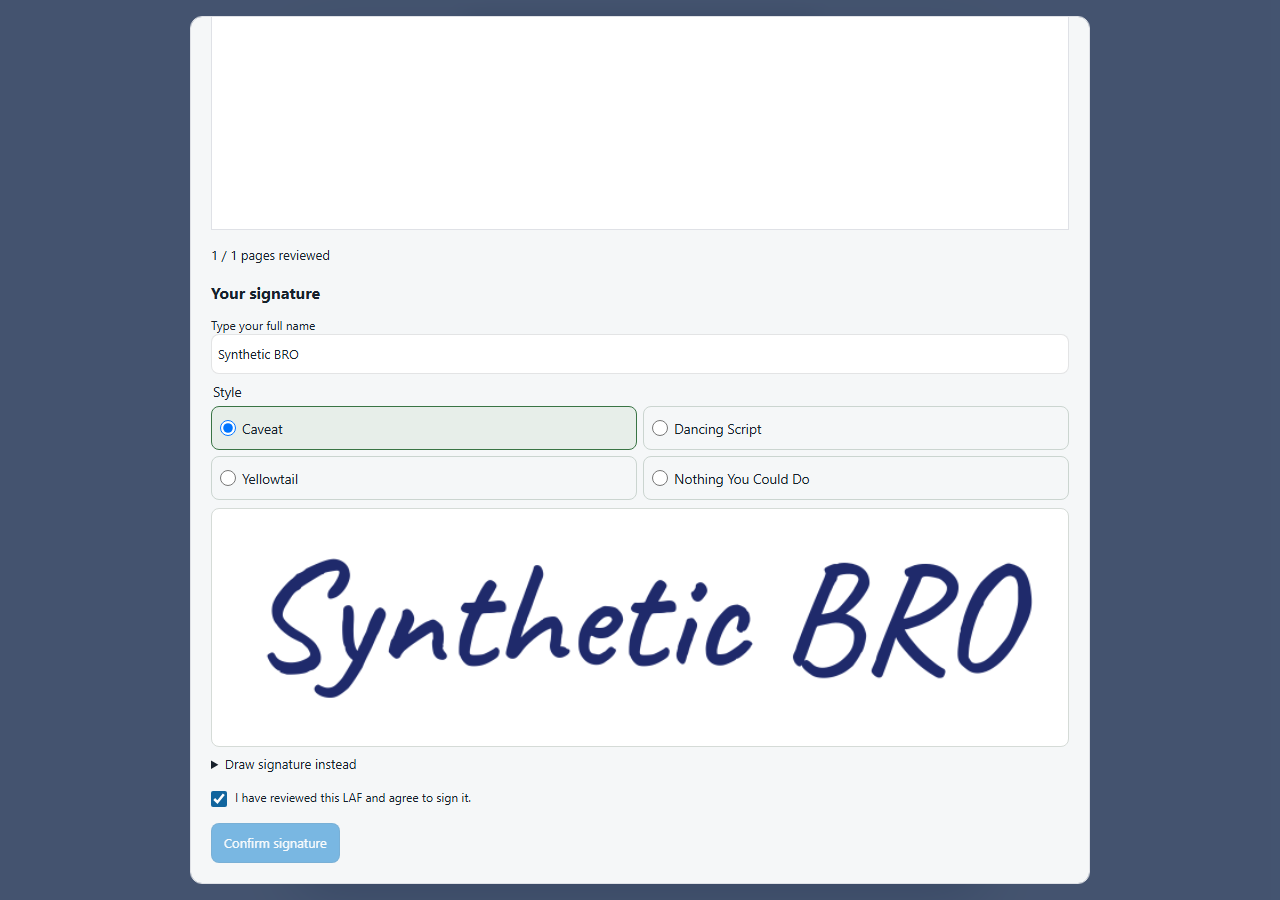 1 / 1 pages reviewed
Your signature
Type your full name
Synthetic BRO
Style
Caveat
Dancing Script
Yellowtail
Nothing You Could Do
Synthetic BRO
Draw signature instead
I have reviewed this LAF and agree to sign it.
Confirm signature